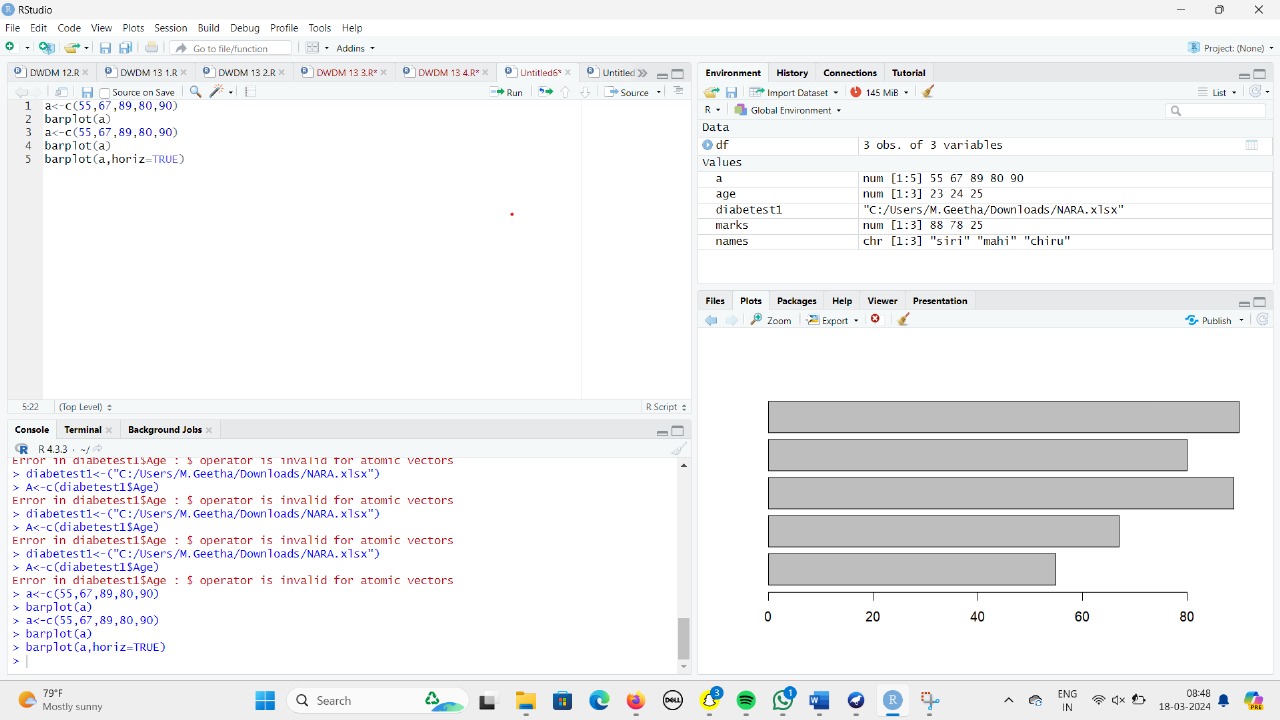 RStudio
File Edit Code View Plots Session Build Debug Profile Tools Help
Go to file/function Addins Project: (None)
DWDM 12.R DWDM 13 1.R DWDM 13 2.R DWDM 13 3.R* DWDM 13 4.R* Untitled6* Untitled
Source on Save Run Source
1 a<-c(55,67,89,80,90)
2 barplot(a)
3 a<-c(55,67,89,80,90)
4 barplot(a)
5 barplot(a,horiz=TRUE)
5:22 (Top Level) R Script
Console Terminal Background Jobs
R 4.3.3 · ~/
Error in diabetest1$Age : $ operator is invalid for atomic vectors
> diabetest1<-("C:/Users/M.Geetha/Downloads/NARA.xlsx")
> A<-c(diabetest1$Age)
Error in diabetest1$Age : $ operator is invalid for atomic vectors
> diabetest1<-("C:/Users/M.Geetha/Downloads/NARA.xlsx")
> A<-c(diabetest1$Age)
Error in diabetest1$Age : $ operator is invalid for atomic vectors
> diabetest1<-("C:/Users/M.Geetha/Downloads/NARA.xlsx")
> A<-c(diabetest1$Age)
Error in diabetest1$Age : $ operator is invalid for atomic vectors
> a<-c(55,67,89,80,90)
> barplot(a)
> a<-c(55,67,89,80,90)
> barplot(a)
> barplot(a,horiz=TRUE)
>
Environment History Connections Tutorial
Import Dataset 145 MiB List
R Global Environment
Data
df 3 obs. of 3 variables
Values
a num [1:5] 55 67 89 80 90
age num [1:3] 23 24 25
diabetest1 "C:/Users/M.Geetha/Downloads/NARA.xlsx"
marks num [1:3] 88 78 25
names chr [1:3] "siri" "mahi" "chiru"
Files Plots Packages Help Viewer Presentation
Zoom Export Publish
0 20 40 60 80
79°F
Mostly sunny
Search
DELL
3
1
ENG
IN
08:48
18-03-2024
PRE